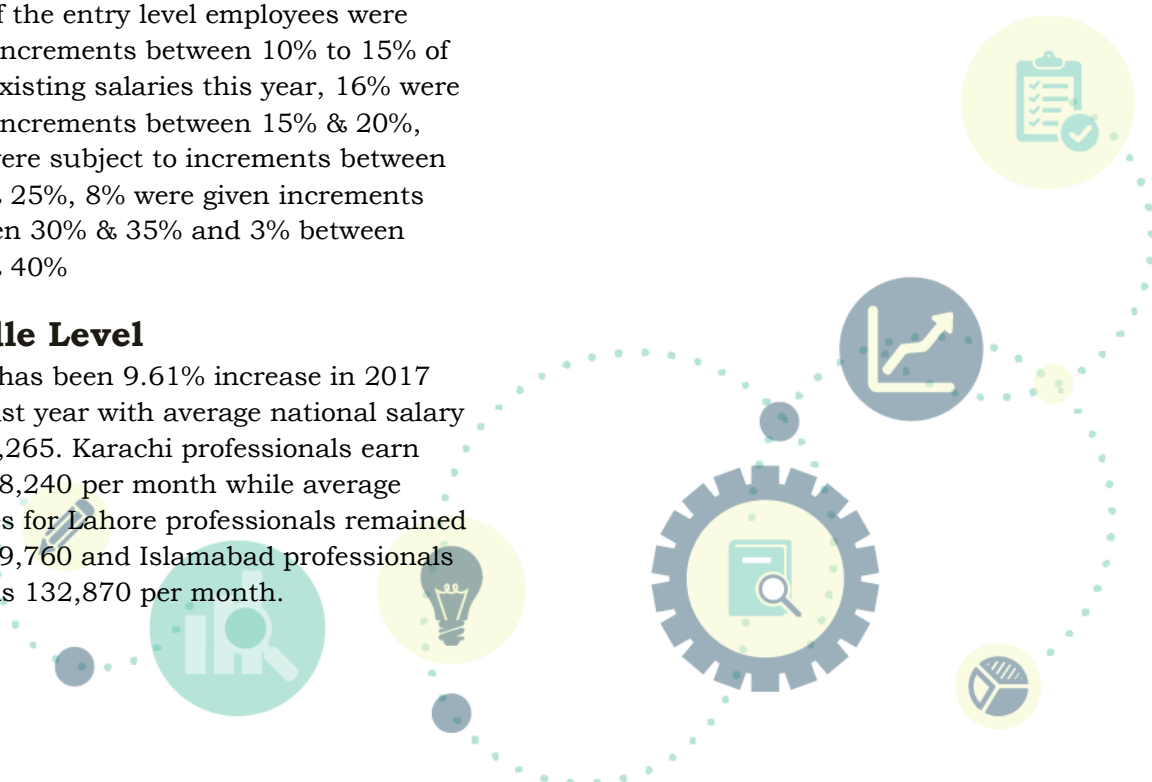 f the entry level employees were
ncrements between 10% to 15% of
xisting salaries this year, 16% were
ncrements between 15% & 20%,
ere subject to increments between
25%, 8% were given increments
en 30% & 35% and 3% between
40%
lle Level
has been 9.61% increase in 2017
st year with average national salary
,265. Karachi professionals earn
8,240 per month while average
s for Lahore professionals remained
9,760 and Islamabad professionals
s 132,870 per month.